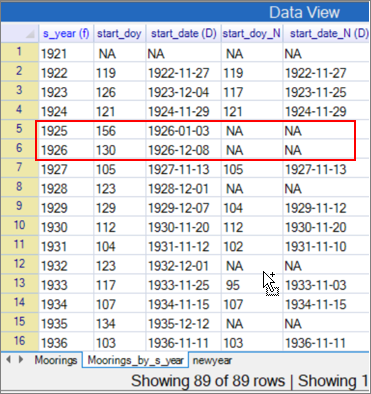 Data View
s_year (f) start_doy start_date (D) start_doy_N start_date_N (D)
1 1921 NA NA NA NA
2 1922 119 1922-11-27 119 1922-11-27
3 1923 126 1923-12-04 117 1923-11-25
4 1924 121 1924-11-29 121 1924-11-29
5 1925 156 1926-01-03 NA NA
6 1926 130 1926-12-08 NA NA
7 1927 105 1927-11-13 105 1927-11-13
8 1928 123 1928-12-01 NA NA
9 1929 129 1929-12-07 104 1929-11-12
10 1930 112 1930-11-20 112 1930-11-20
11 1931 104 1931-11-12 102 1931-11-10
12 1932 123 1932-12-01 NA NA
13 1933 117 1933-11-25 95 1933-11-03
14 1934 107 1934-11-15 107 1934-11-15
15 1935 134 1935-12-12 NA NA
16 1936 103 1936-11-11 103 1936-11-11
Moorings Moorings_by_s_year newyear
Showing 89 of 89 rows | Showing 1